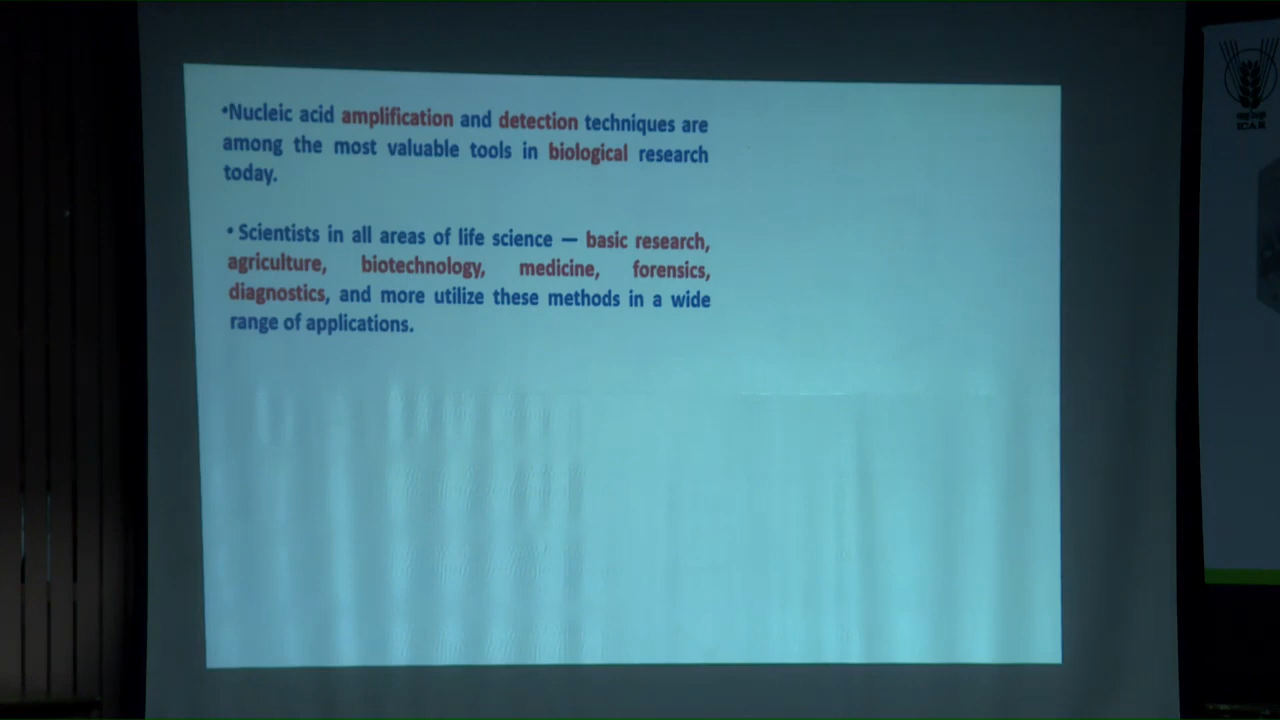 •Nucleic acid amplification and detection techniques are
among the most valuable tools in biological research
today.
• Scientists in all areas of life science — basic research,
agriculture, biotechnology, medicine, forensics,
diagnostics, and more utilize these methods in a wide
range of applications.
ICAR